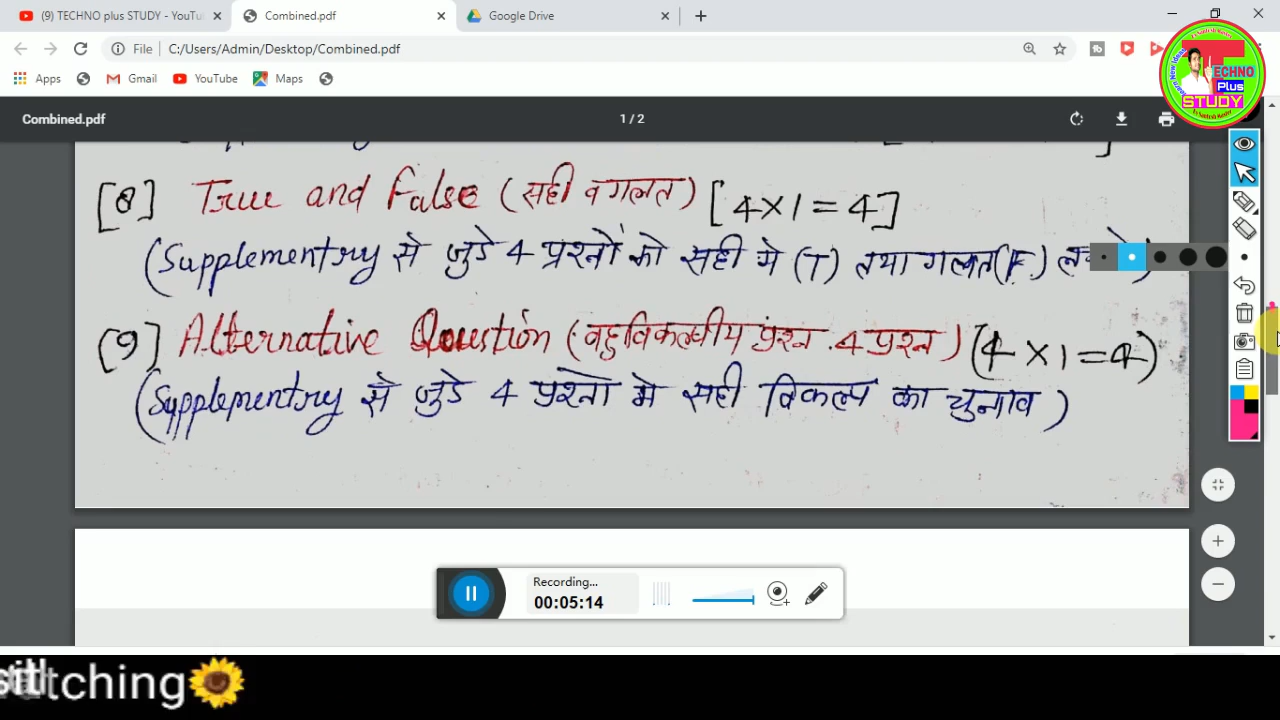 (9) TECHNO plus STUDY - YouTu
Combined.pdf
Google Drive
File
C:/Users/Admin/Desktop/Combined.pdf
Apps
Gmail
YouTube
Maps
TECHNO
Plus
STUDY
Combined.pdf
1 / 2
[8] True and False (सही व गलत) [4×1=4]
(Supplementry से जुडे 4 प्रश्नो को सही मे (T) तथा गलत (F)
[9] Alternative Question (बहुविकल्पीय प्रश्न .4 प्रश्न) (4×1=4)
(Supplementry से जुडे 4 प्रश्नो मे सही विकल्प का चुनाव)
Recording...
00:05:14
tching